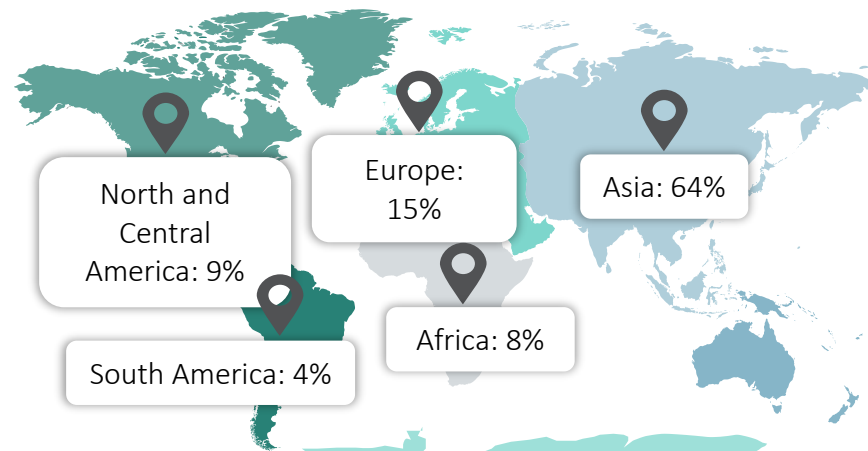 North and
Central
America: 9%
Europe:
15%
Asia: 64%
South America: 4%
Africa: 8%